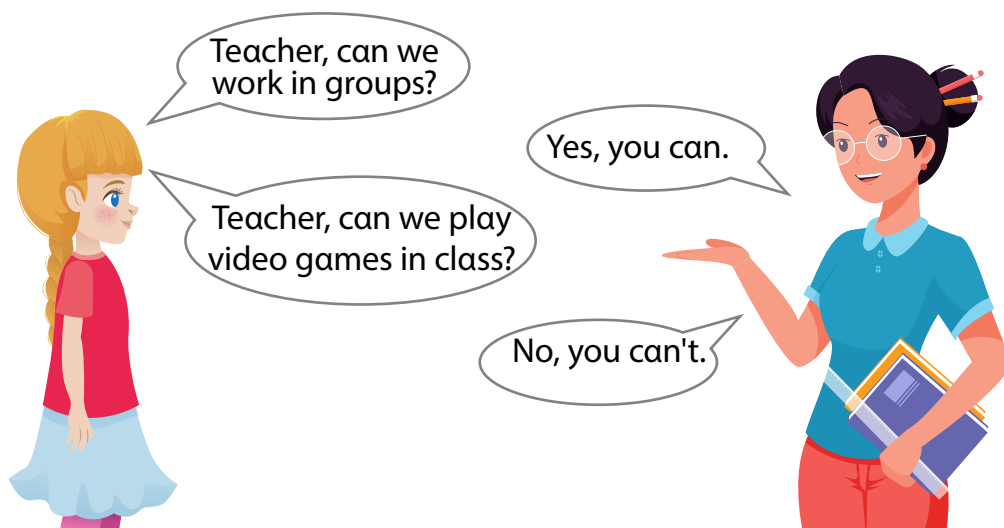 Teacher, can we
work in groups?
Yes, you can.
Teacher, can we play
video games in class?
No, you can't.